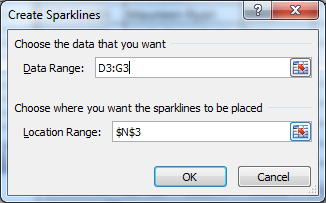 Create Sparklines
Choose the data that you want
Data Range: D3:G3
Choose where you want the sparklines to be placed
Location Range: $N$3
OK Cancel